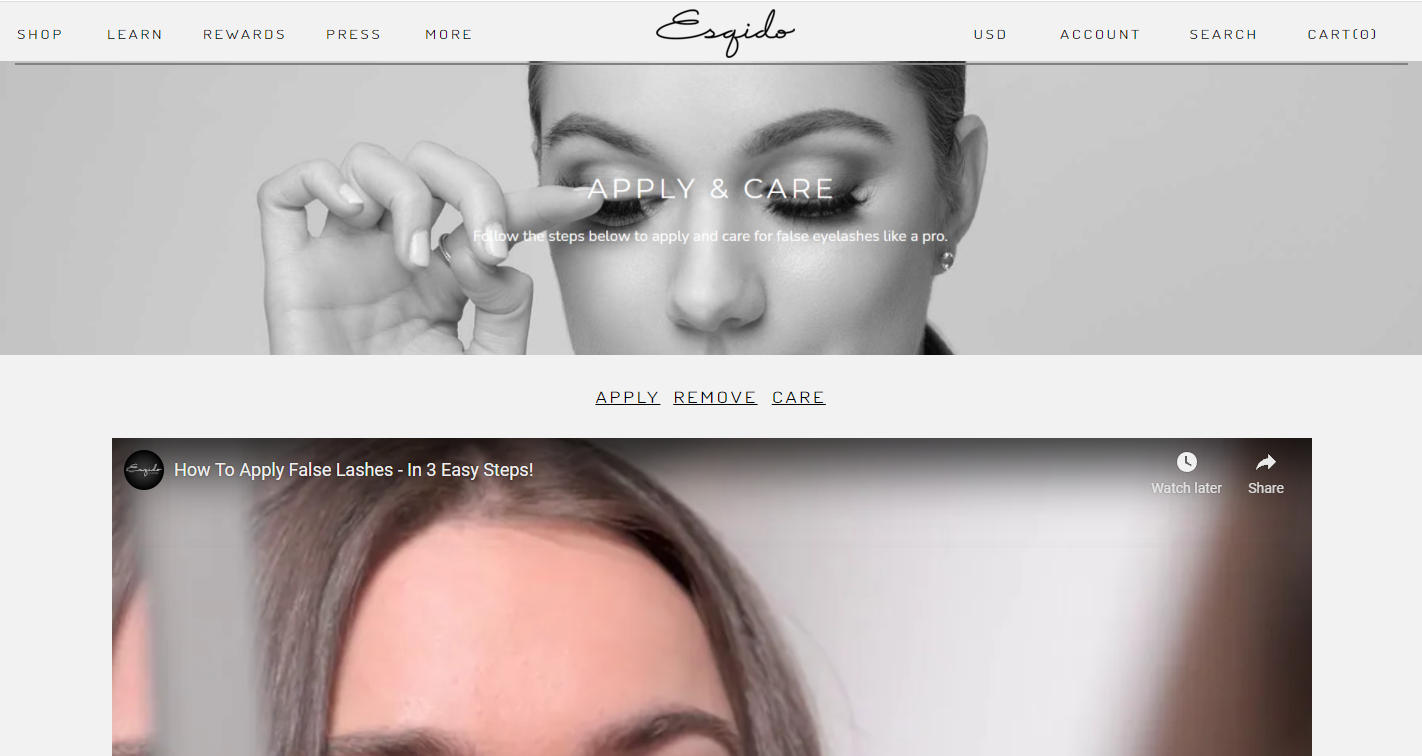 SHOP LEARN REWARDS PRESS MORE Esqido USD ACCOUNT SEARCH CART(0)
APPLY & CARE
Follow the steps below to apply and care for false eyelashes like a pro.
APPLY REMOVE CARE
Esqido How To Apply False Lashes - In 3 Easy Steps!
Watch later Share